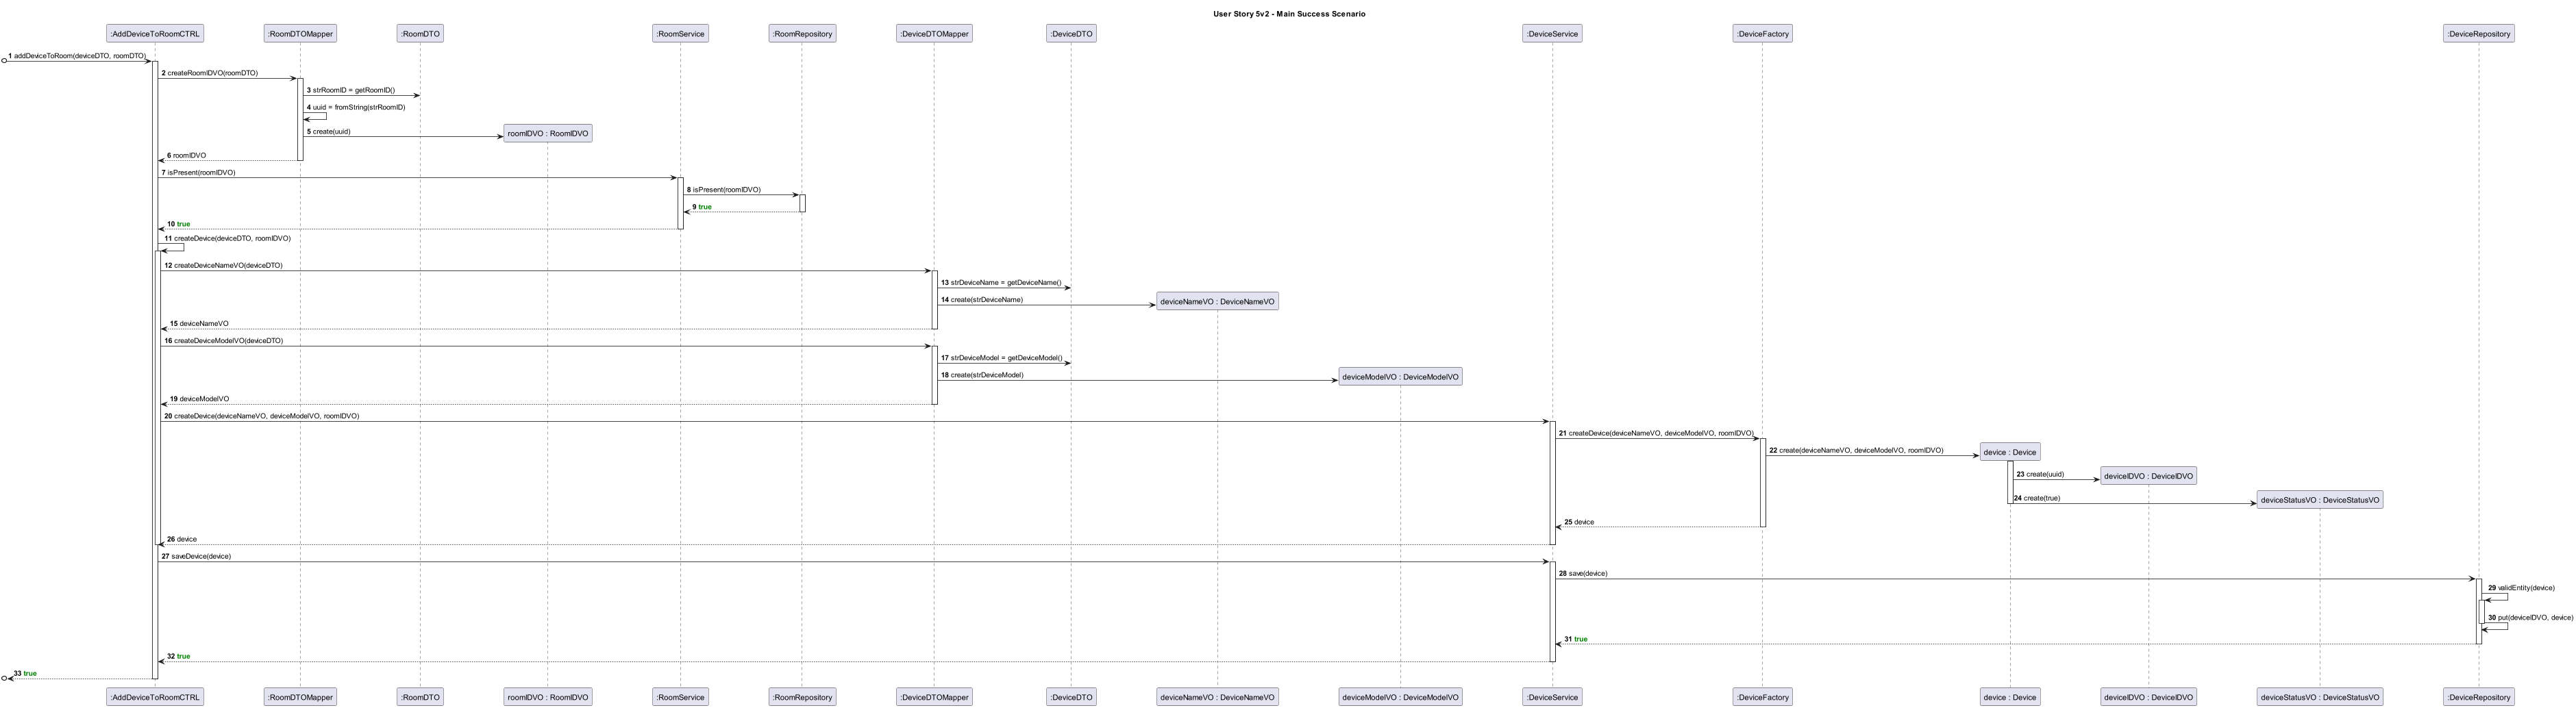 User Story 5v2 - Main Success Scenario
:AddDeviceToRoomCTRL
:RoomDTOMapper
:RoomDTO
:RoomService
:RoomRepository
:DeviceDTOMapper
:DeviceDTO
:DeviceService
:DeviceFactory
:DeviceRepository
1 addDeviceToRoom(deviceDTO, roomDTO)
2 createRoomIDVO(roomDTO)
3 strRoomID = getRoomID()
4 uuid = fromString(strRoomID)
5 create(uuid)
roomIDVO : RoomIDVO
6 roomIDVO
7 isPresent(roomIDVO)
8 isPresent(roomIDVO)
9 true
10 true
11 createDevice(deviceDTO, roomIDVO)
12 createDeviceNameVO(deviceDTO)
13 strDeviceName = getDeviceName()
14 create(strDeviceName)
deviceNameVO : DeviceNameVO
15 deviceNameVO
16 createDeviceModelVO(deviceDTO)
17 strDeviceModel = getDeviceModel()
18 create(strDeviceModel)
deviceModelVO : DeviceModelVO
19 deviceModelVO
20 createDevice(deviceNameVO, deviceModelVO, roomIDVO)
21 createDevice(deviceNameVO, deviceModelVO, roomIDVO)
22 create(deviceNameVO, deviceModelVO, roomIDVO)
device : Device
23 create(uuid)
deviceIDVO : DeviceIDVO
24 create(true)
deviceStatusVO : DeviceStatusVO
25 device
26 device
27 saveDevice(device)
28 save(device)
29 validEntity(device)
30 put(deviceIDVO, device)
31 true
32 true
33 true
:AddDeviceToRoomCTRL
:RoomDTOMapper
:RoomDTO
roomIDVO : RoomIDVO
:RoomService
:RoomRepository
:DeviceDTOMapper
:DeviceDTO
deviceNameVO : DeviceNameVO
deviceModelVO : DeviceModelVO
:DeviceService
:DeviceFactory
device : Device
deviceIDVO : DeviceIDVO
deviceStatusVO : DeviceStatusVO
:DeviceRepository